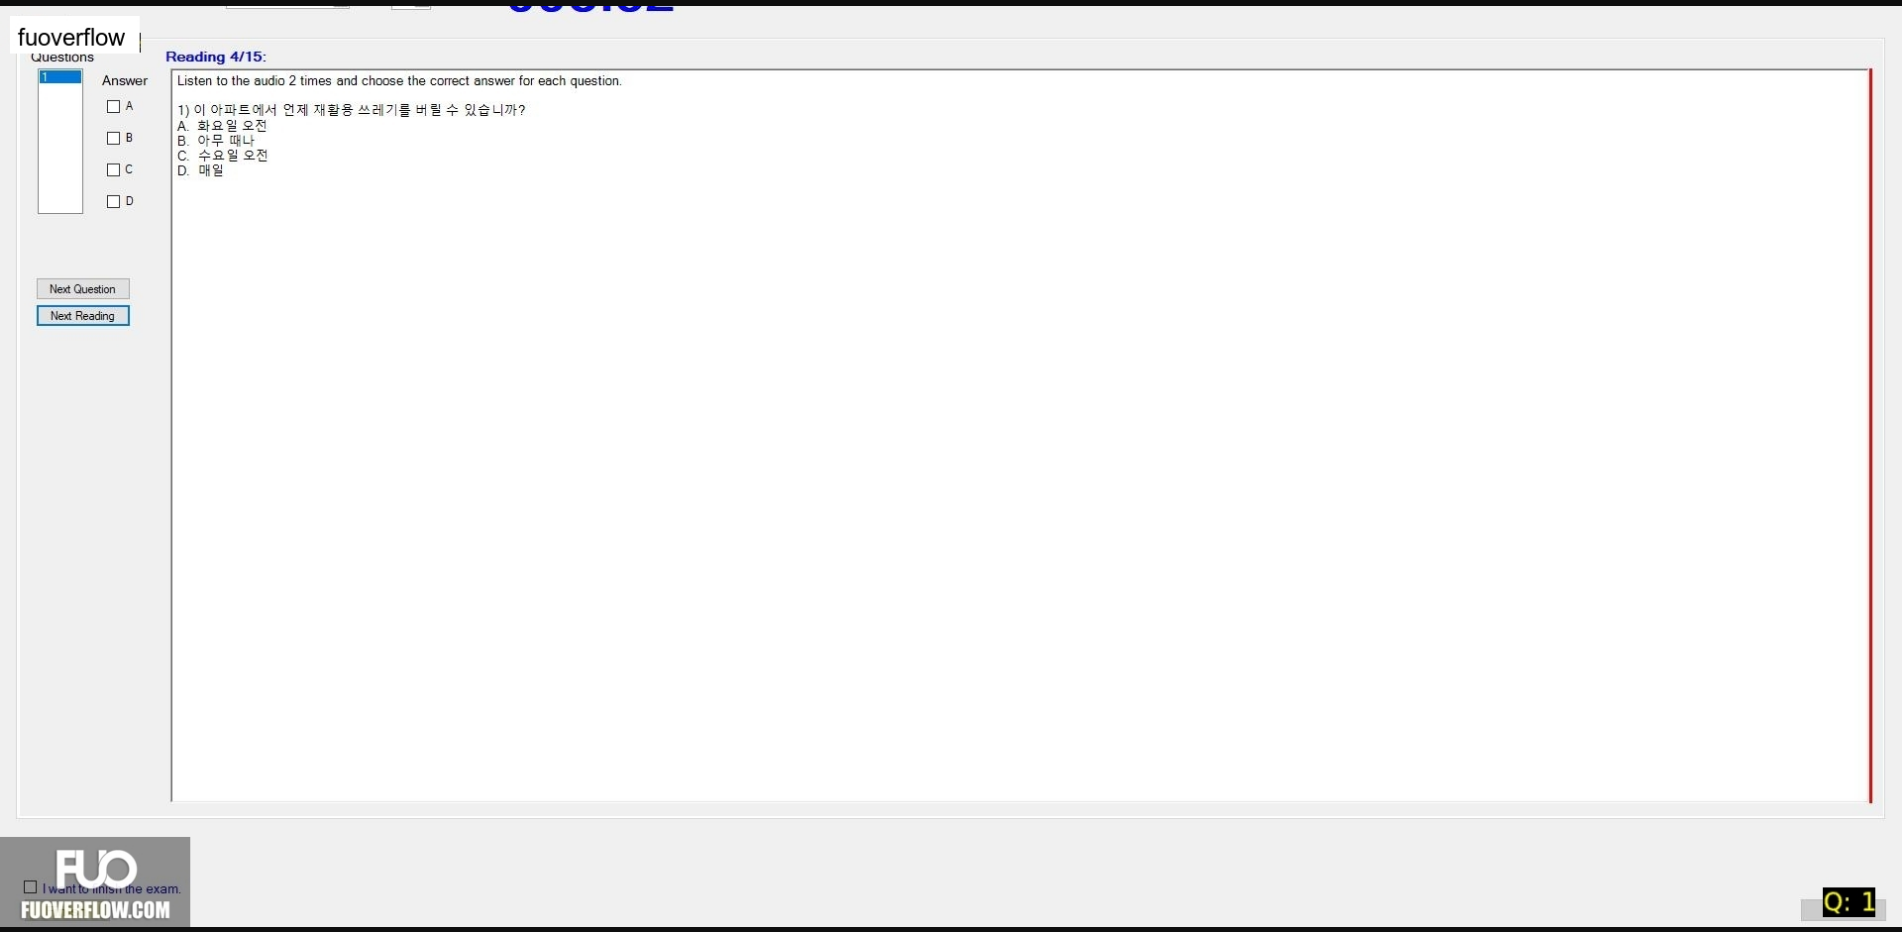 fuoverflow
Questions
Reading 4/15:
1
Answer
Listen to the audio 2 times and choose the correct answer for each question.
A
B
C
D
1) 이 아파트에서 언제 재활용 쓰레기를 버릴 수 있습니까?
A. 화요일 오전
B. 아무 때나
C. 수요일 오전
D. 매일
Next Question
Next Reading
FUO
I want to finish the exam.
FUOVERFLOW.COM
Q: 1